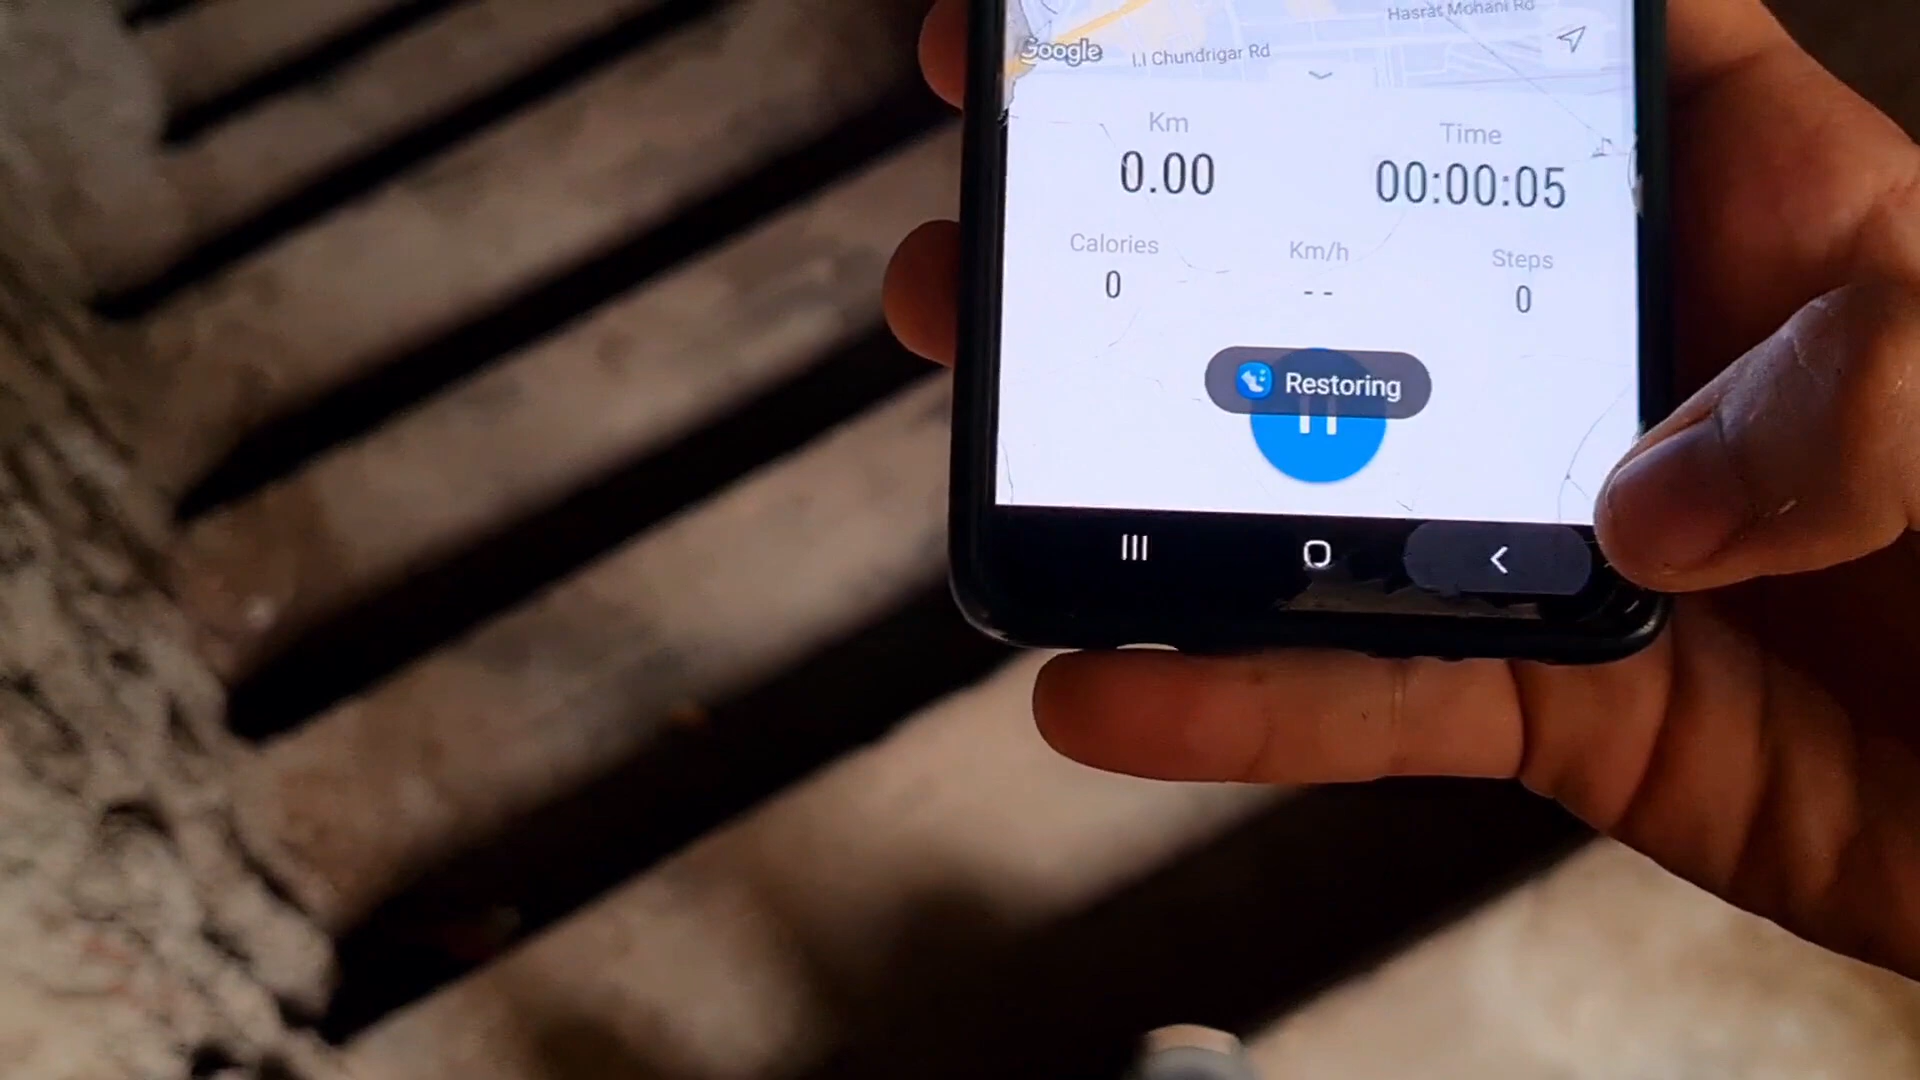 Hasrat Mohani Rd
Google
I.I Chundrigar Rd
Km
Time
0.00
00:00:05
Calories
Km/h
Steps
0
--
0
Restoring